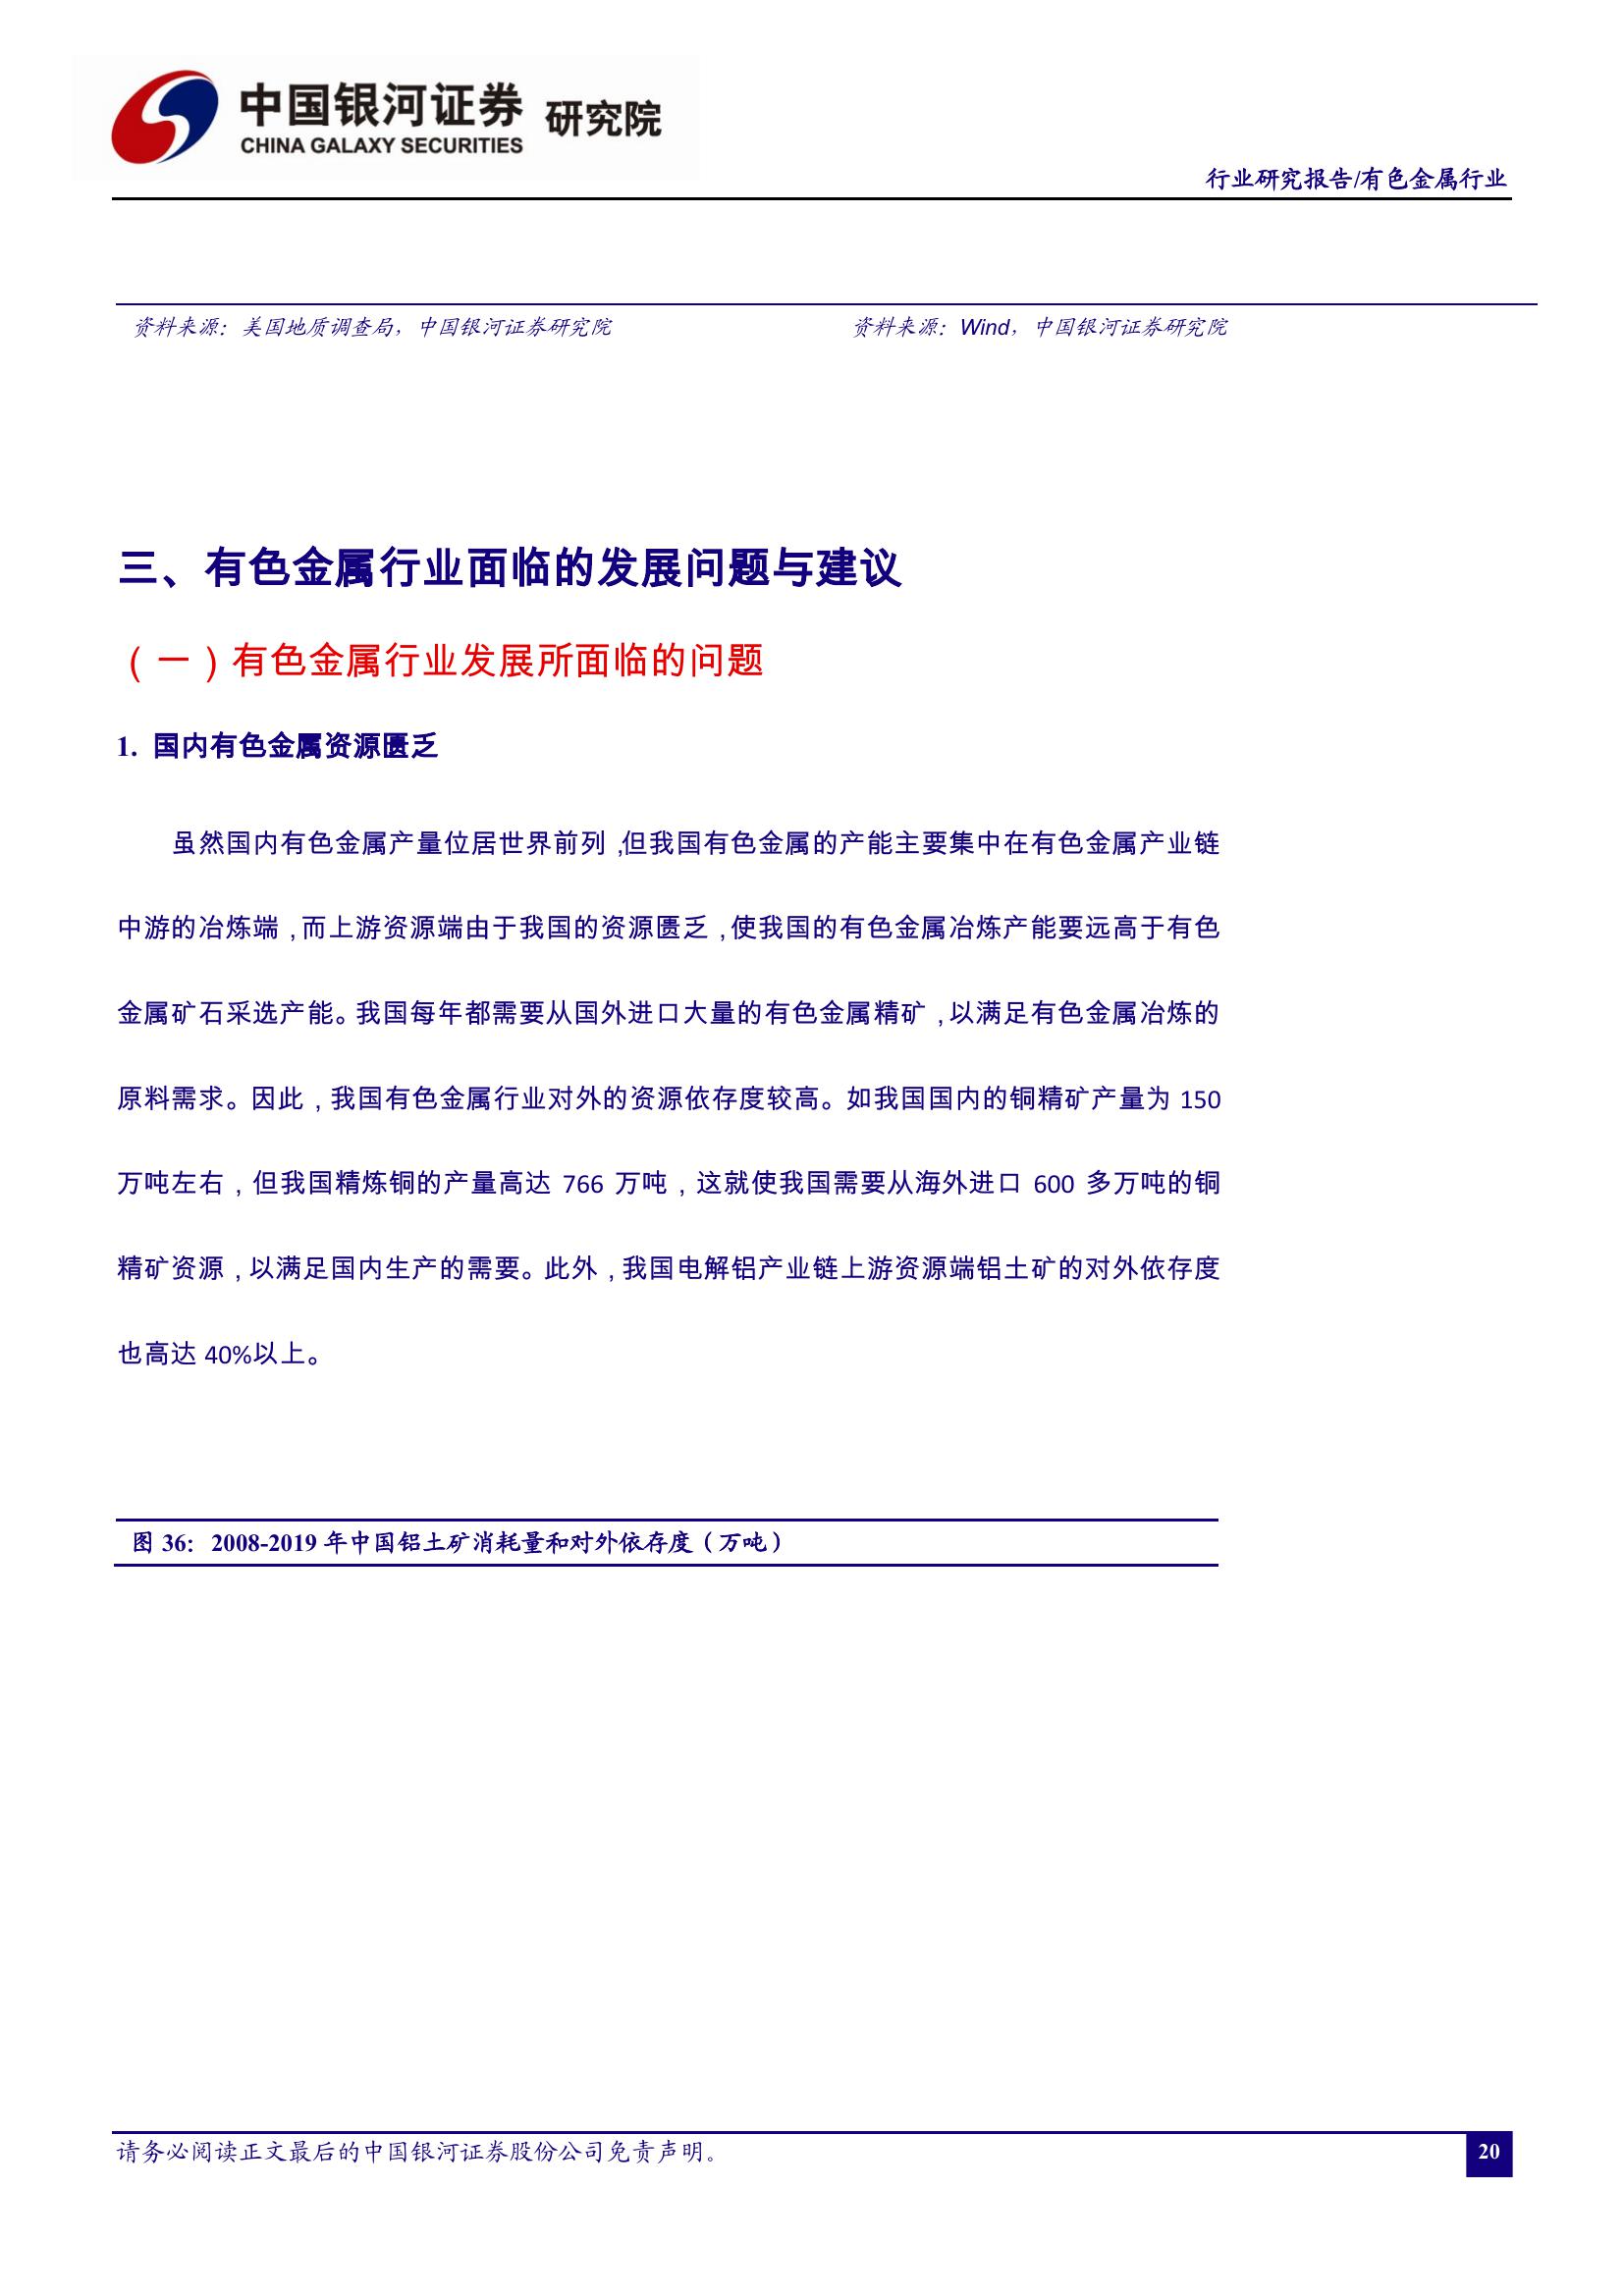 中国银河证券 研究院
CHINA GALAXY SECURITIES
行业研究报告/有色金属行业
资料来源：美国地质调查局，中国银河证券研究院
资料来源：Wind，中国银河证券研究院
三、有色金属行业面临的发展问题与建议
（一）有色金属行业发展所面临的问题
1. 国内有色金属资源匮乏
虽然国内有色金属产量位居世界前列，但我国有色金属的产能主要集中在有色金属产业链
中游的冶炼端，而上游资源端由于我国的资源匮乏，使我国的有色金属冶炼产能要远高于有色
金属矿石采选产能。我国每年都需要从国外进口大量的有色金属精矿，以满足有色金属冶炼的
原料需求。因此，我国有色金属行业对外的资源依存度较高。如我国国内的铜精矿产量为 150
万吨左右，但我国精炼铜的产量高达 766 万吨，这就使我国需要从海外进口 600 多万吨的铜
精矿资源，以满足国内生产的需要。此外，我国电解铝产业链上游资源端铝土矿的对外依存度
也高达 40%以上。
图 36：2008-2019 年中国铝土矿消耗量和对外依存度（万吨）
请务必阅读正文最后的中国银河证券股份公司免责声明。
20